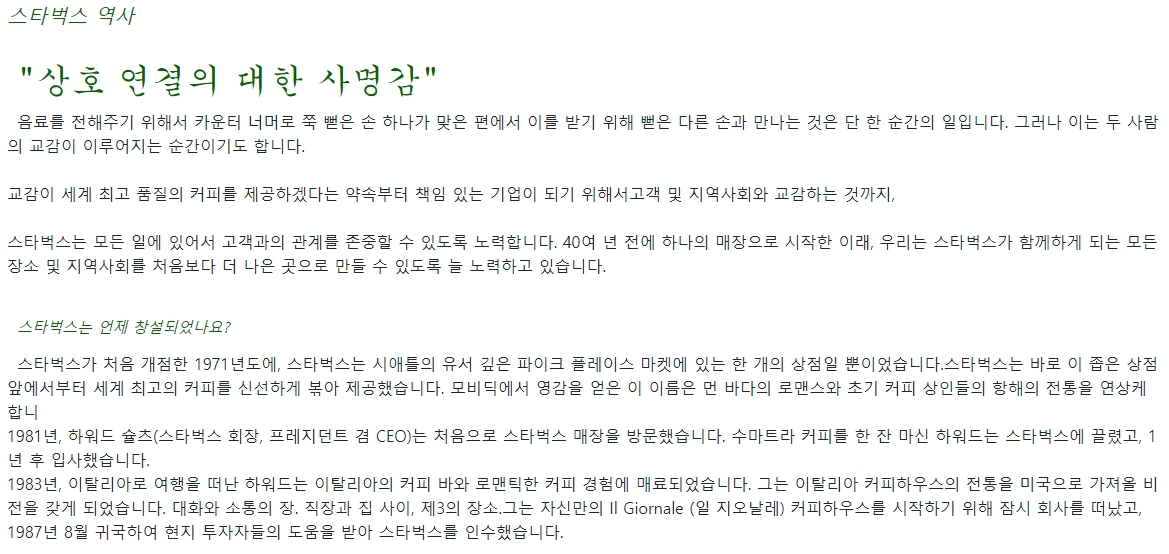 스타벅스 역사
"상호 연결의 대한 사명감"
음료를 전해주기 위해서 카운터 너머로 쭉 뻗은 손 하나가 맞은 편에서 이를 받기 위해 뻗은 다른 손과 만나는 것은 단 한 순간의 일입니다. 그러나 이는 두 사람
의 교감이 이루어지는 순간이기도 합니다.
교감이 세계 최고 품질의 커피를 제공하겠다는 약속부터 책임 있는 기업이 되기 위해서고객 및 지역사회와 교감하는 것까지,
스타벅스는 모든 일에 있어서 고객과의 관계를 존중할 수 있도록 노력합니다. 40여 년 전에 하나의 매장으로 시작한 이래, 우리는 스타벅스가 함께하게 되는 모든
장소 및 지역사회를 처음보다 더 나은 곳으로 만들 수 있도록 늘 노력하고 있습니다.
스타벅스는 언제 창설되었나요?
스타벅스가 처음 개점한 1971년도에, 스타벅스는 시애틀의 유서 깊은 파이크 플레이스 마켓에 있는 한 개의 상점일 뿐이었습니다.스타벅스는 바로 이 좁은 상점
앞에서부터 세계 최고의 커피를 신선하게 볶아 제공했습니다. 모비딕에서 영감을 얻은 이 이름은 먼 바다의 로맨스와 초기 커피 상인들의 항해의 전통을 연상케
합니
1981년, 하워드 슐츠(스타벅스 회장, 프레지던트 겸 CEO)는 처음으로 스타벅스 매장을 방문했습니다. 수마트라 커피를 한 잔 마신 하워드는 스타벅스에 끌렸고, 1
년 후 입사했습니다.
1983년, 이탈리아로 여행을 떠난 하워드는 이탈리아의 커피 바와 로맨틱한 커피 경험에 매료되었습니다. 그는 이탈리아 커피하우스의 전통을 미국으로 가져올 비
전을 갖게 되었습니다. 대화와 소통의 장. 직장과 집 사이, 제3의 장소.그는 자신만의 Il Giornale (일 지오날레) 커피하우스를 시작하기 위해 잠시 회사를 떠났고,
1987년 8월 귀국하여 현지 투자자들의 도움을 받아 스타벅스를 인수했습니다.